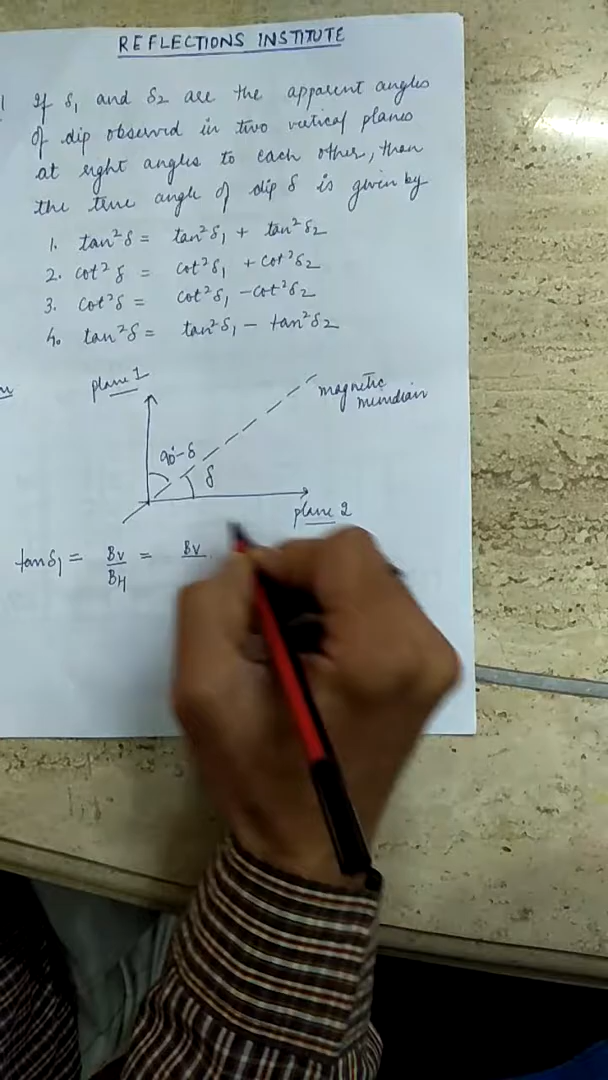 REFLECTIONS INSTITUTE
If δ₁ and δ₂ are the apparent angles
of dip observed in two vertical planes
at right angles to each other, then
the true angle of dip δ is given by
1. tan²δ = tan²δ₁ + tan²δ₂
2. cot²δ = cot²δ₁ + cot²δ₂
3. cot²δ = cot²δ₁ - cot²δ₂
4. tan²δ = tan²δ₁ - tan²δ₂
plane 1
magnetic
meridian
90-δ
δ
plane 2
tanδ₁ = Bv/BH = Bv